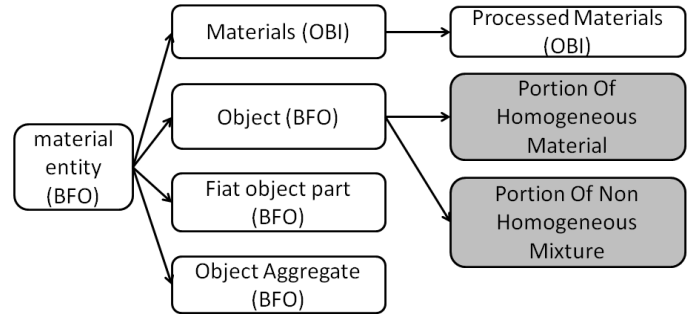 material
entity
(BFO)
Materials (OBI)
Object (BFO)
Fiat object part
(BFO)
Object Aggregate
(BFO)
Processed Materials
(OBI)
Portion Of
Homogeneous
Material
Portion Of Non
Homogeneous
Mixture